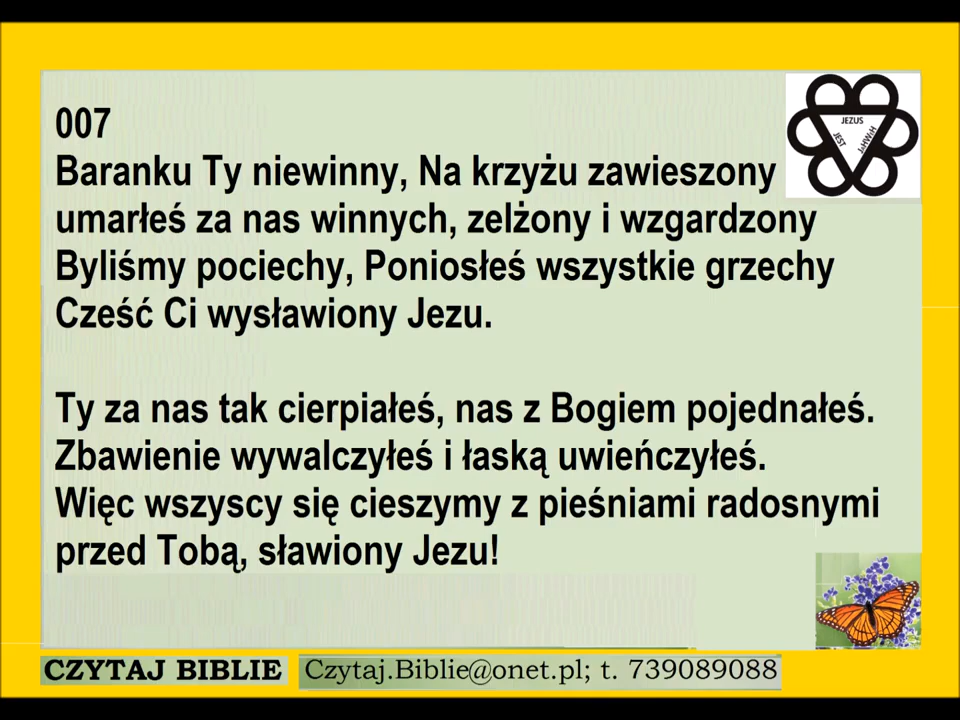 007
Baranku Ty niewinny, Na krzyżu zawieszony
umarłeś za nas winnych, zelżony i wzgardzony
Byliśmy pociechy, Poniosłeś wszystkie grzechy
Cześć Ci wysławiony Jezu.
Ty za nas tak cierpiałeś, nas z Bogiem pojednałeś.
Zbawienie wywalczyłeś i łaską uwieńczyłeś.
Więc wszyscy się cieszymy z pieśniami radosnymi
przed Tobą, sławiony Jezu!
JEZUS
JEST
JaHWeH
CZYTAJ BIBLIE
Czytaj.Biblie@onet.pl; t. 739089088